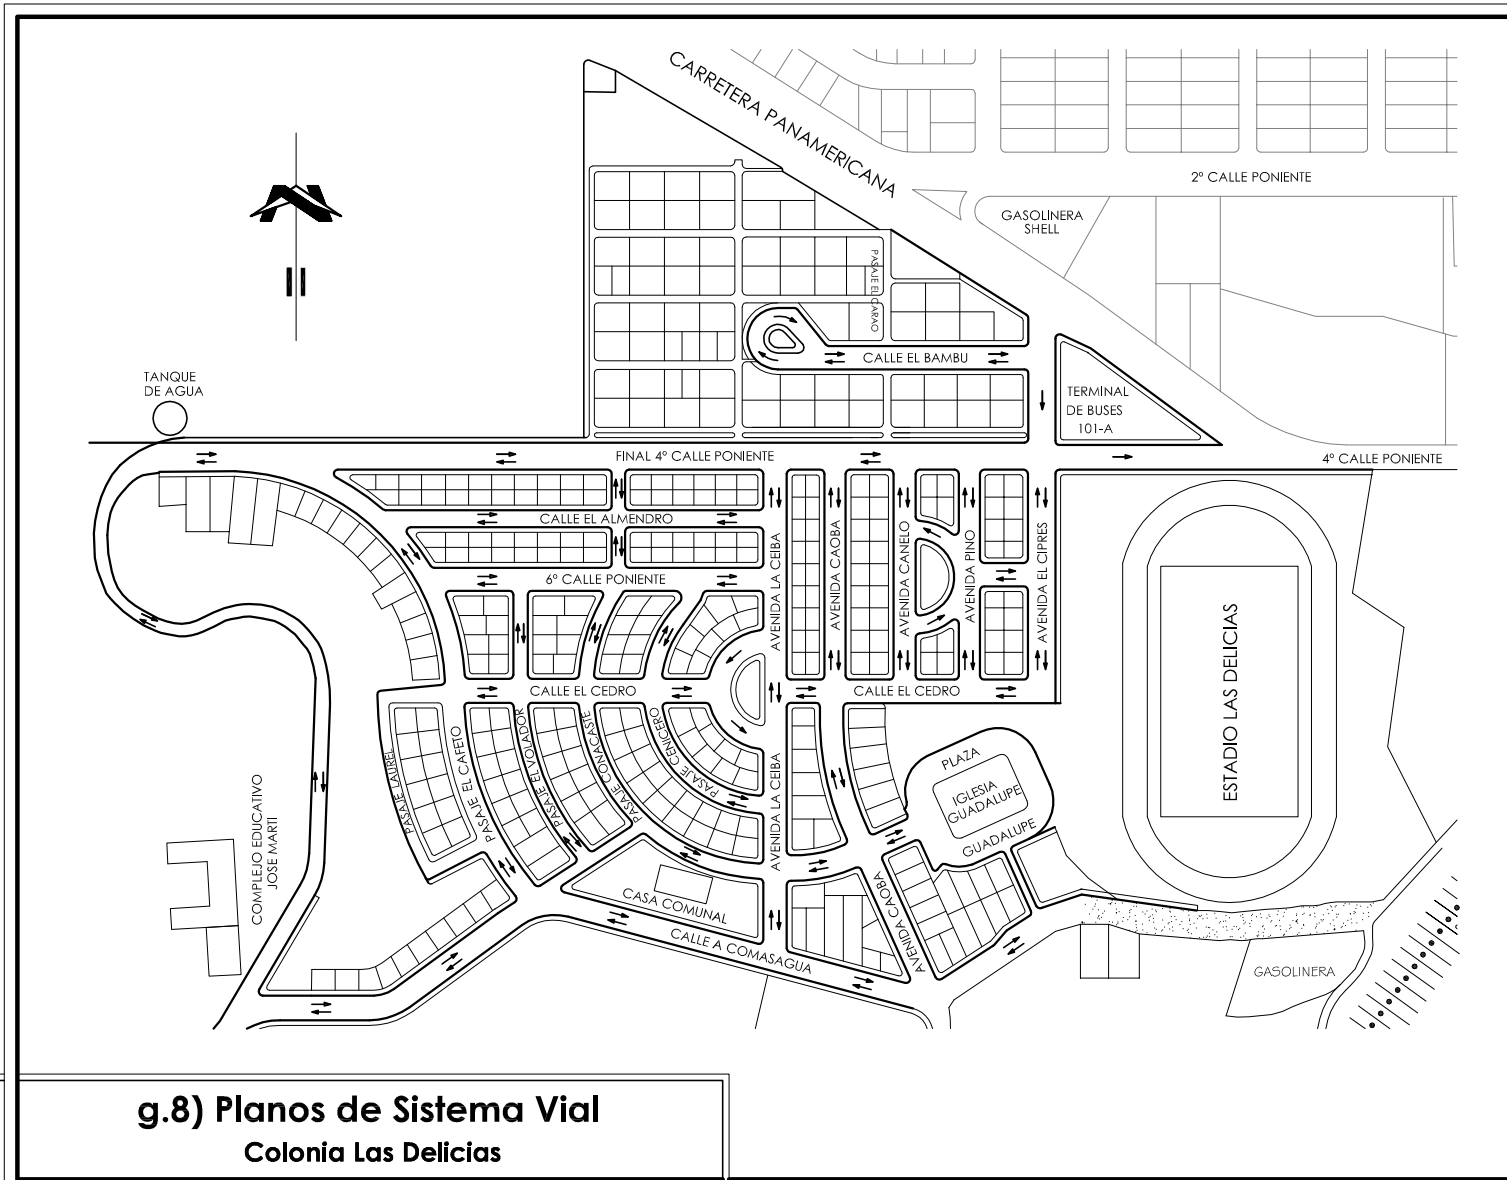 CARRETERA PANAMERICANA
2º CALLE PONIENTE
GASOLINERA
SHELL
PASAJE EL CARAO
CALLE EL BAMBU
TANQUE
DE AGUA
TERMINAL
DE BUSES
101-A
FINAL 4º CALLE PONIENTE
4º CALLE PONIENTE
CALLE EL ALMENDRO
6º CALLE PONIENTE
AVENIDA LA CEIBA
AVENIDA CAOBA
AVENIDA CANELO
AVENIDA PINO
AVENIDA EL CIPRES
ESTADIO LAS DELICIAS
CALLE EL CEDRO
CALLE EL CEDRO
PASAJE LAUREL
PASAJE EL CAFETO
PASAJE EL VOLADOR
PASAJE CONACASTE
PASAJE CENICERO
PASAJE CENICERO
AVENIDA LA CEIBA
PLAZA
IGLESIA
GUADALUPE
GUADALUPE
COMPLEJO EDUCATIVO
JOSE MARTI
CASA COMUNAL
CALLE A COMASAGUA
AVENIDA CAOBA
GASOLINERA
g.8) Planos de Sistema Vial
Colonia Las Delicias